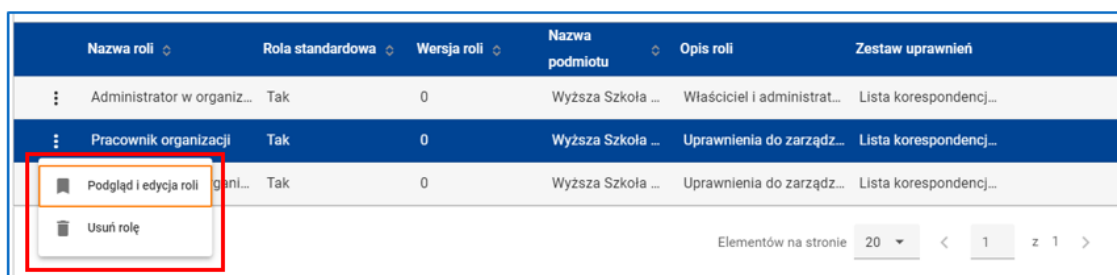 Nazwa roli Rola standardowa Wersja roli Nazwa podmiotu Opis roli Zestaw uprawnień
Administrator w organiz... Tak 0 Wyższa Szkoła ... Właściciel i administrat... Lista korespondencj...
Pracownik organizacji Tak 0 Wyższa Szkoła ... Uprawnienia do zarządz... Lista korespondencj...
Podgląd i edycja roli
gani... Tak 0 Wyższa Szkoła ... Uprawnienia do zarządz... Lista korespondencj...
Usuń rolę
Elementów na stronie 20 1 z 1